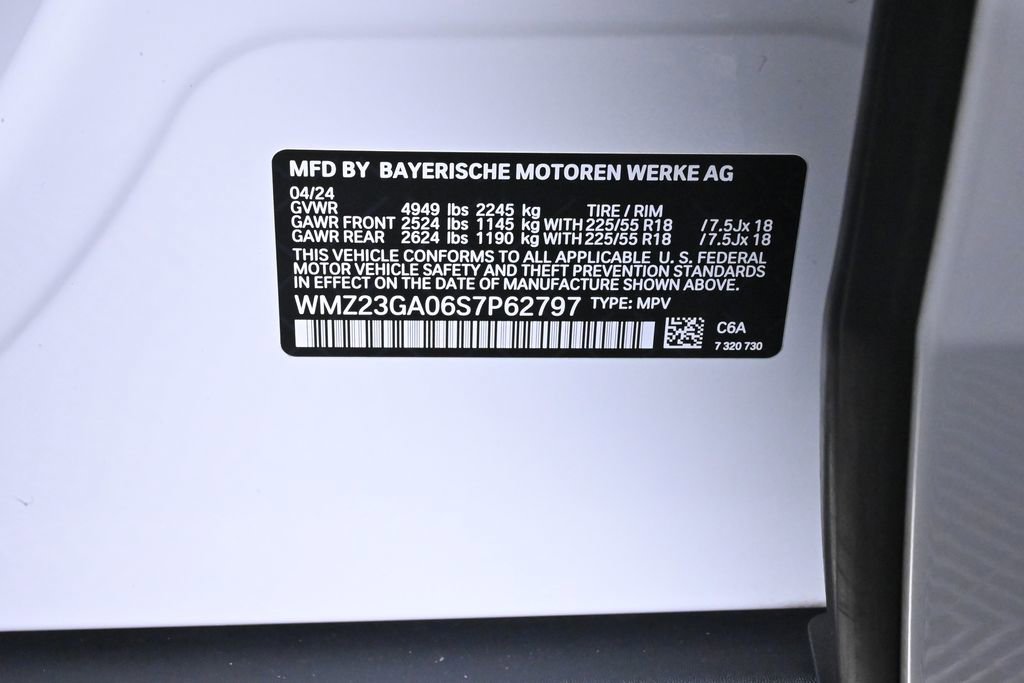 MFD BY BAYERISCHE MOTOREN WERKE AG
04/24
GVWR 4949 lbs 2245 kg TIRE / RIM
GAWR FRONT 2524 lbs 1145 kg WITH 225/55 R18 /7.5Jx 18
GAWR REAR 2624 lbs 1190 kg WITH 225/55 R18 /7.5Jx 18
THIS VEHICLE CONFORMS TO ALL APPLICABLE U. S. FEDERAL
MOTOR VEHICLE SAFETY AND THEFT PREVENTION STANDARDS
IN EFFECT ON THE DATE OF MANUFACTURE SHOWN ABOVE.
WMZ23GA06S7P62797 TYPE: MPV
C6A
7 320 730